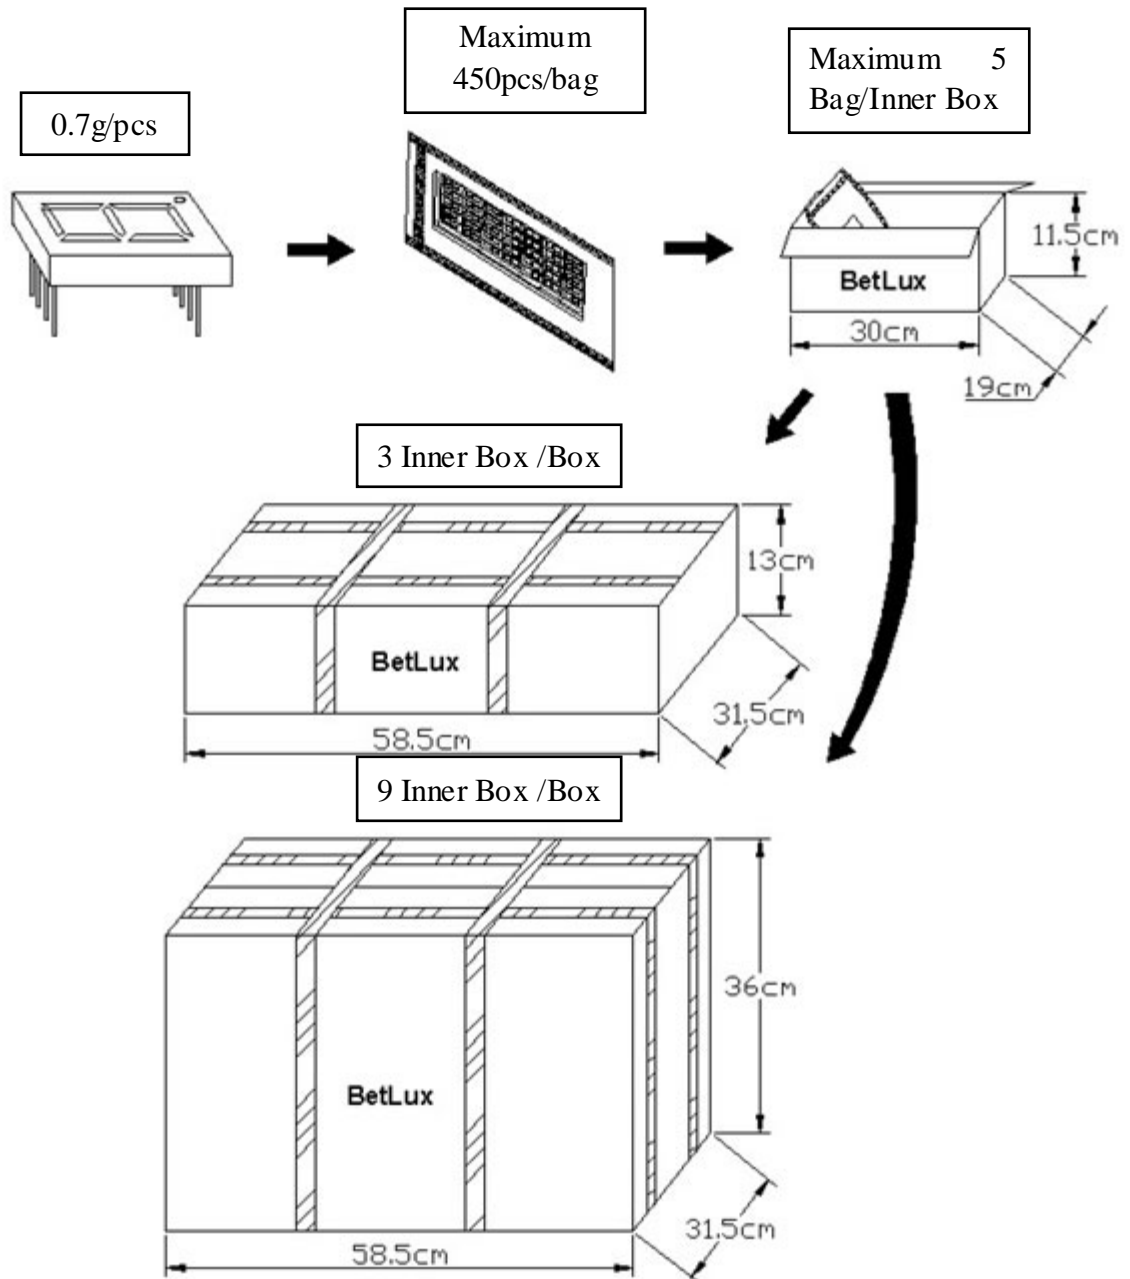 Maximum
450pcs/bag
Maximum 5
Bag/Inner Box
0.7g/pcs
11.5cm
BetLux
30cm
19cm
3 Inner Box /Box
13cm
BetLux
31.5cm
58.5cm
9 Inner Box /Box
36cm
BetLux
31.5cm
58.5cm